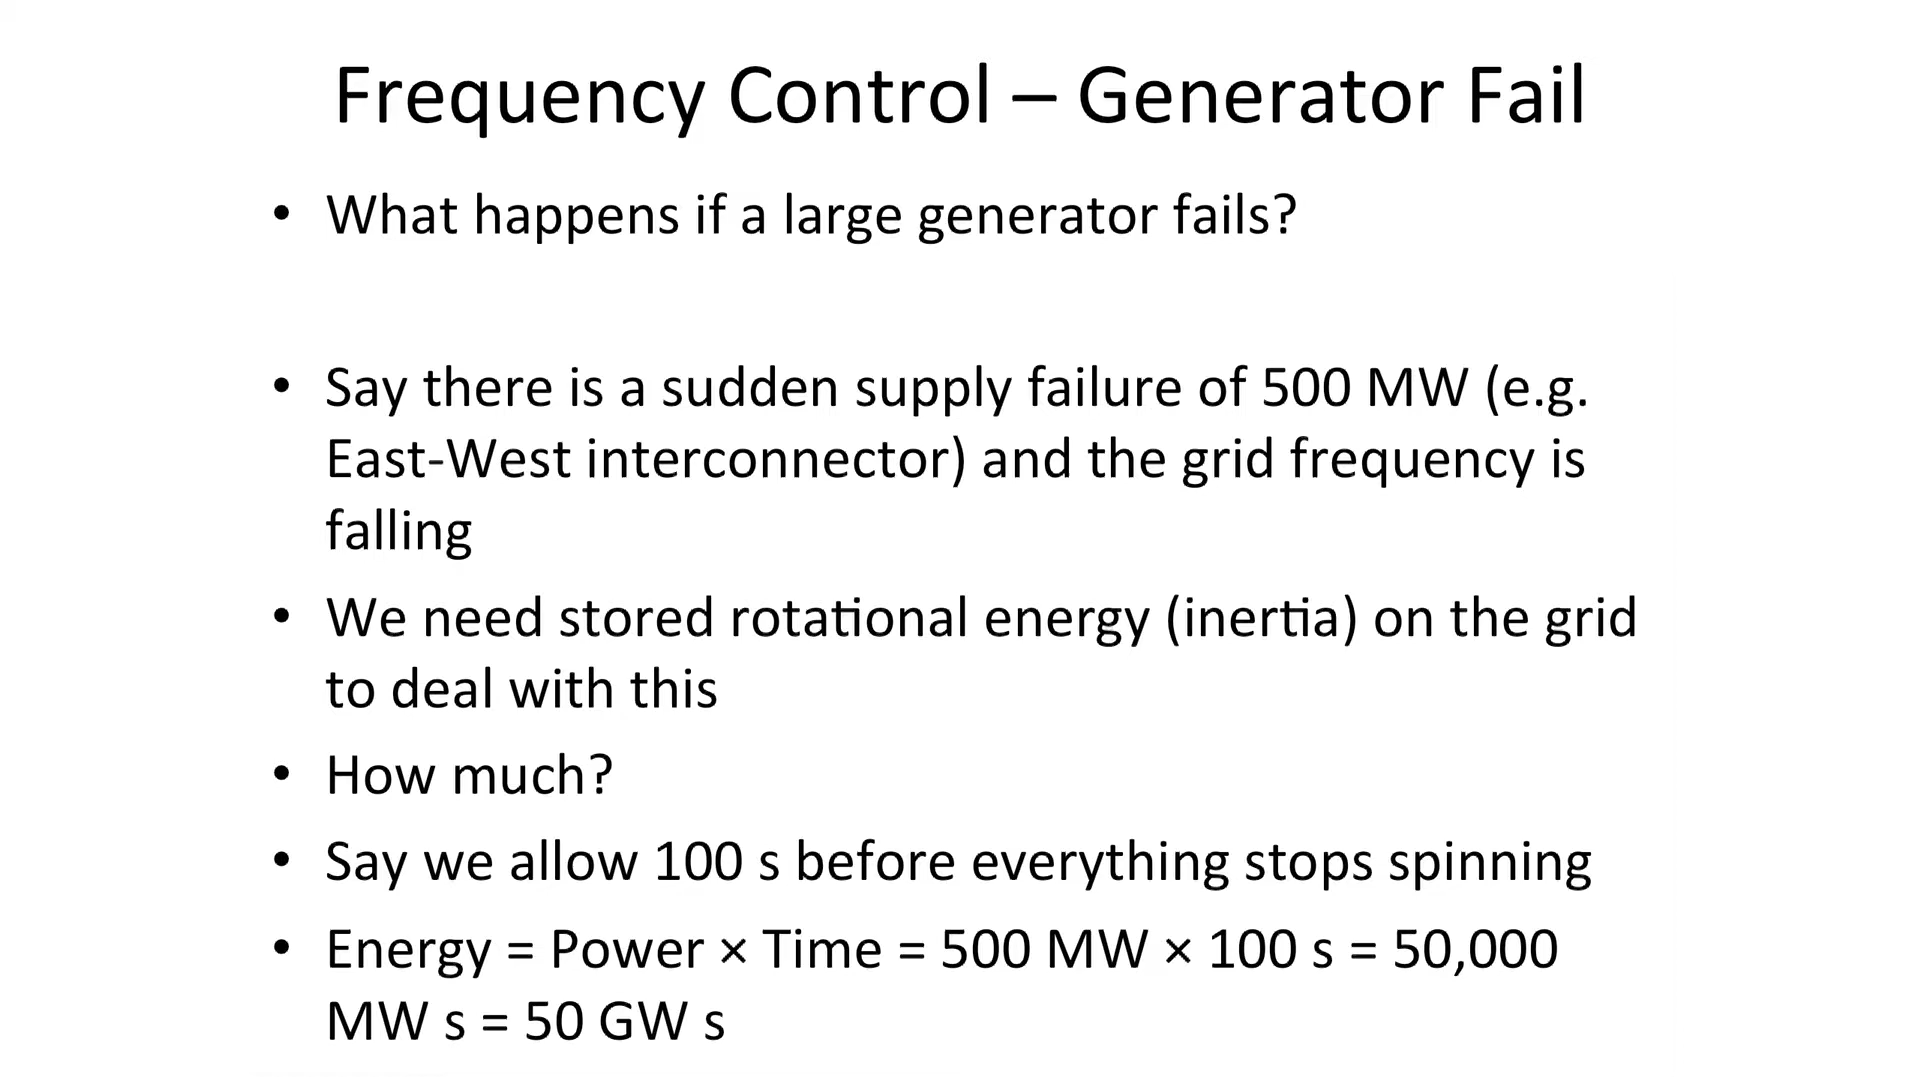 Frequency Control – Generator Fail
• What happens if a large generator fails?
• Say there is a sudden supply failure of 500 MW (e.g.
East-West interconnector) and the grid frequency is
falling
• We need stored rotational energy (inertia) on the grid
to deal with this
• How much?
• Say we allow 100 s before everything stops spinning
• Energy = Power × Time = 500 MW × 100 s = 50,000
MW s = 50 GW s